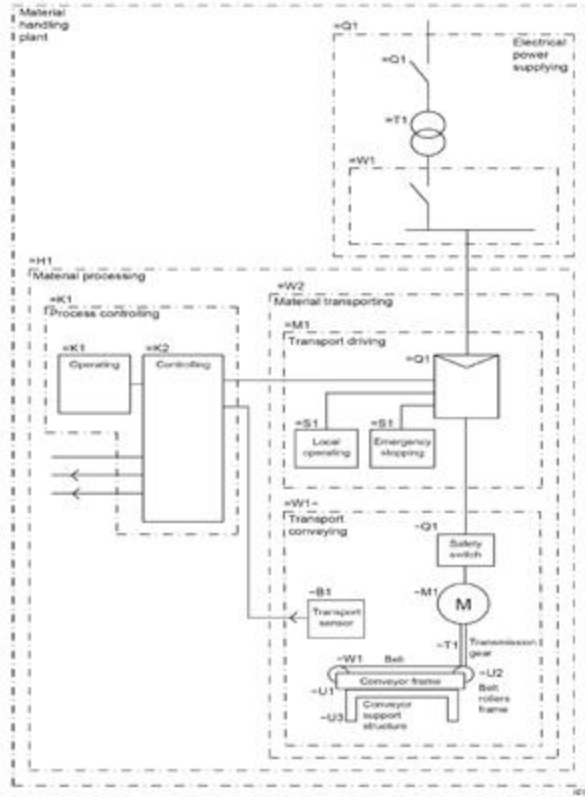 Material
handling
plant
=Q1
Electrical
power
supplying
=Q1
=T1
=W1
=H1
Material processing
=K1
Process controlling
=K1
Operating
=K2
Controlling
=W2
Material transporting
=M1
Transport driving
=Q1
=S1
Local
operating
=S1
Emergency
stopping
=W1-
Transport
conveying
-Q1
Safety
switch
-M1
M
-B1
Transport
sensor
-T1
Transmission
gear
-W1
Belt
-U2
Conveyor frame
-U1
Belt
rollers
frame
Conveyor
support
structure
-U3